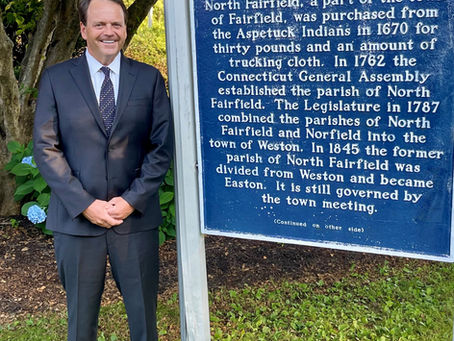 North Fairfield, a part of the town
of Fairfield, was purchased from
the Aspetuck Indians in 1670 for
thirty pounds and an amount of
trucking cloth. In 1762 the
Connecticut General Assembly
established the parish of North
Fairfield. The Legislature in 1787
combined the parishes of North
Fairfield and Norfield into the
town of Weston. In 1845 the former
parish of North Fairfield was
divided from Weston and became
Easton. It is still governed by
the town meeting.
(Continued on other side)